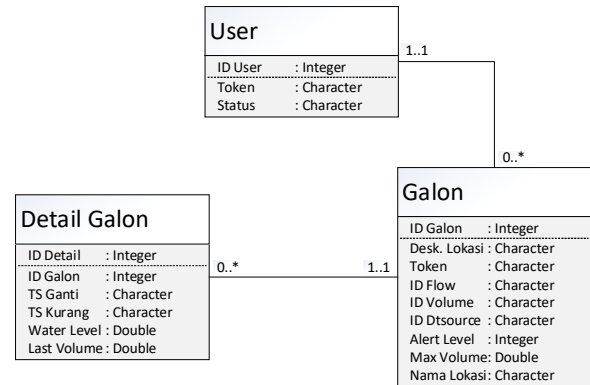 User
ID User : Integer
Token : Character
Status : Character
1..1
0..*
Galon
ID Galon : Integer
Desk. Lokasi : Character
Token : Character
ID Flow : Character
ID Volume : Character
ID Dtsource : Character
Alert Level : Integer
Max Volume: Double
Nama Lokasi: Character
Detail Galon
ID Detail : Integer
ID Galon : Integer
TS Ganti : Character
TS Kurang : Character
Water Level : Double
Last Volume : Double
0..*
1..1